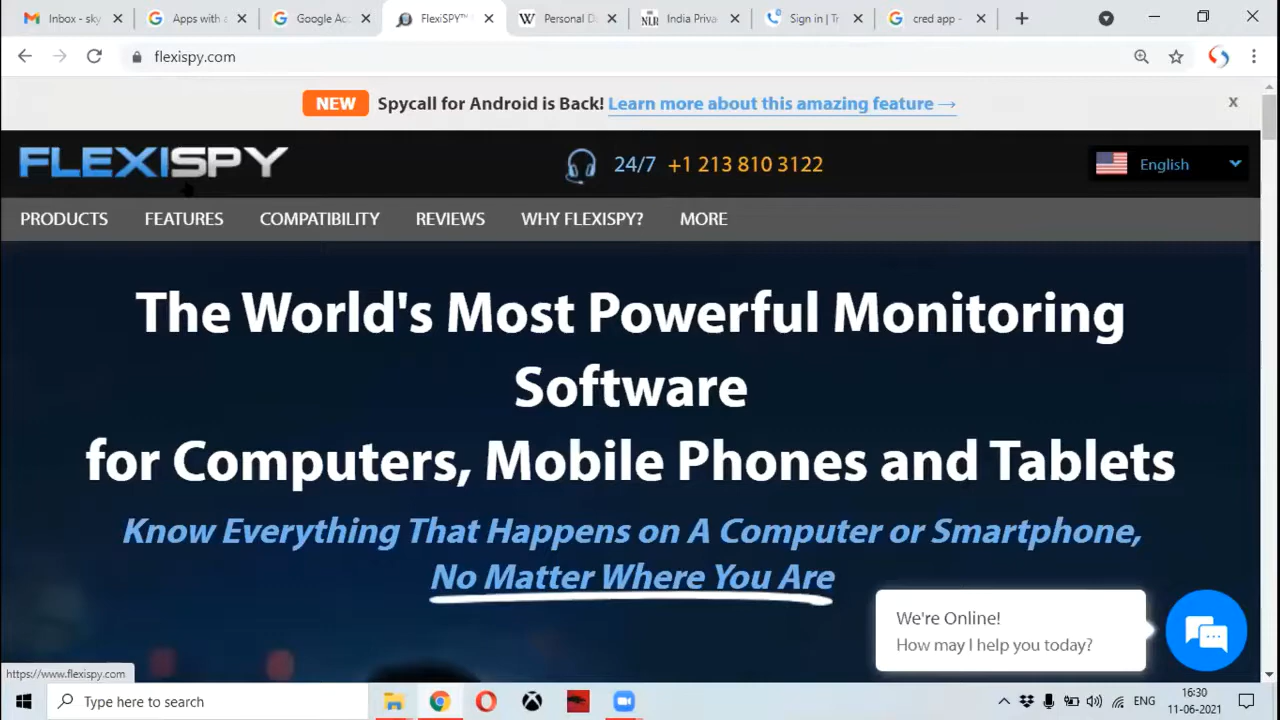 Inbox - sky
Apps with a
Google Acc
FlexiSPY™
Personal Da
India Priva
Sign in | Tr
cred app -
flexispy.com
NEW Spycall for Android is Back! Learn more about this amazing feature →
x
FLEXISPY
24/7 +1 213 810 3122
English
PRODUCTS FEATURES COMPATIBILITY REVIEWS WHY FLEXISPY? MORE
The World's Most Powerful Monitoring
Software
for Computers, Mobile Phones and Tablets
Know Everything That Happens on A Computer or Smartphone,
No Matter Where You Are
We're Online!
How may I help you today?
https://www.flexispy.com
Type here to search
ENG
16:30
11-06-2021